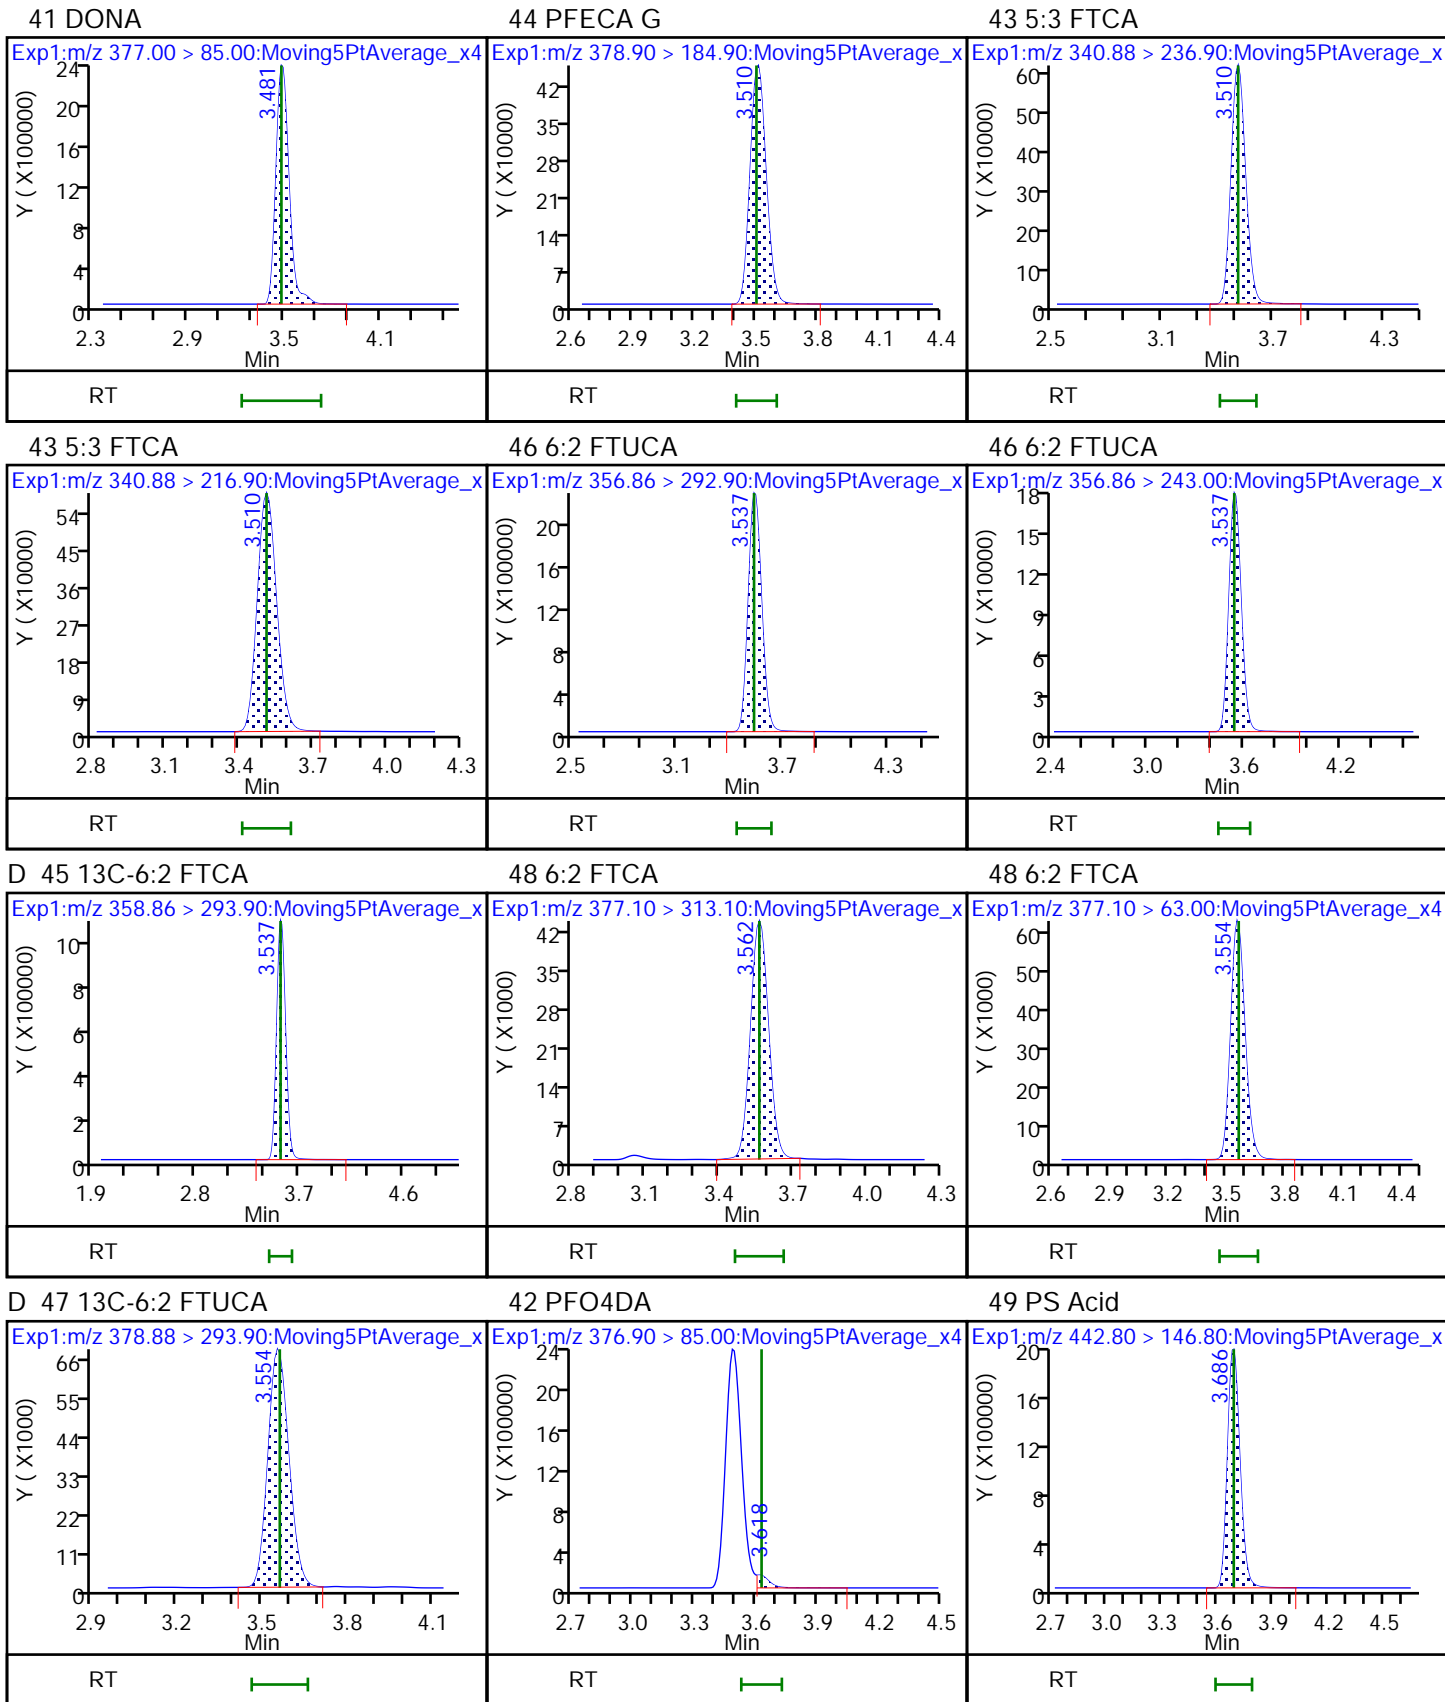 41 DONA
Exp1:m/z 377.00 > 85.00:Moving5PtAverage_x4
Y ( X100000)
24
20
16
12
8
4
0
3.481
2.3 2.9 3.5 4.1
Min
RT
44 PFECA G
Exp1:m/z 378.90 > 184.90:Moving5PtAverage_x
Y ( X10000)
42
35
28
21
14
7
0
3.510
2.6 2.9 3.2 3.5 3.8 4.1 4.4
Min
RT
43 5:3 FTCA
Exp1:m/z 340.88 > 236.90:Moving5PtAverage_x
Y ( X10000)
60
50
40
30
20
10
0
3.510
2.5 3.1 3.7 4.3
Min
RT
43 5:3 FTCA
Exp1:m/z 340.88 > 216.90:Moving5PtAverage_x
Y ( X10000)
54
45
36
27
18
9
0
3.510
2.8 3.1 3.4 3.7 4.0 4.3
Min
RT
46 6:2 FTUCA
Exp1:m/z 356.86 > 292.90:Moving5PtAverage_x
Y ( X100000)
20
16
12
8
4
0
3.537
2.5 3.1 3.7 4.3
Min
RT
46 6:2 FTUCA
Exp1:m/z 356.86 > 243.00:Moving5PtAverage_x
Y ( X10000)
18
15
12
9
6
3
0
3.537
2.4 3.0 3.6 4.2
Min
RT
D 45 13C-6:2 FTCA
Exp1:m/z 358.86 > 293.90:Moving5PtAverage_x
Y ( X100000)
10
8
6
4
2
0
3.537
1.9 2.8 3.7 4.6
Min
RT
48 6:2 FTCA
Exp1:m/z 377.10 > 313.10:Moving5PtAverage_x
Y ( X1000)
42
35
28
21
14
7
0
3.562
2.8 3.1 3.4 3.7 4.0 4.3
Min
RT
48 6:2 FTCA
Exp1:m/z 377.10 > 63.00:Moving5PtAverage_x4
Y ( X1000)
60
50
40
30
20
10
0
3.554
2.6 2.9 3.2 3.5 3.8 4.1 4.4
Min
RT
D 47 13C-6:2 FTUCA
Exp1:m/z 378.88 > 293.90:Moving5PtAverage_x
Y ( X1000)
66
55
44
33
22
11
0
3.554
2.9 3.2 3.5 3.8 4.1
Min
RT
42 PFO4DA
Exp1:m/z 376.90 > 85.00:Moving5PtAverage_x4
Y ( X100000)
24
20
16
12
8
4
0
3.618
2.7 3.0 3.3 3.6 3.9 4.2 4.5
Min
RT
49 PS Acid
Exp1:m/z 442.80 > 146.80:Moving5PtAverage_x
Y ( X100000)
20
16
12
8
4
0
3.686
2.7 3.0 3.3 3.6 3.9 4.2 4.5
Min
RT